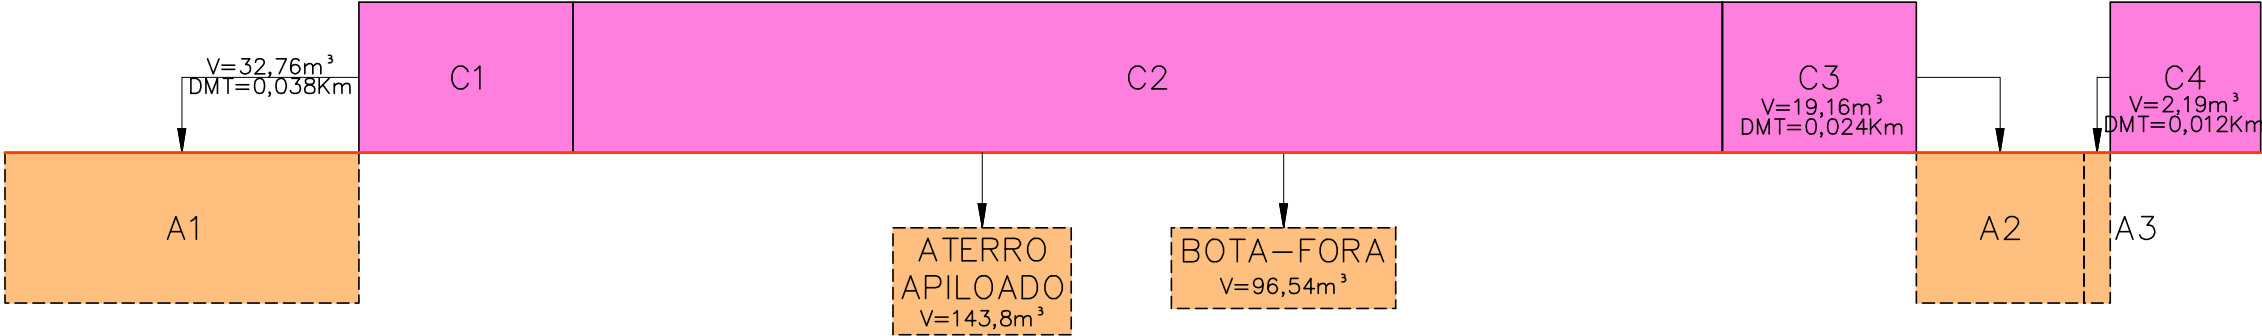 V=32,76m³
DMT=0,038Km
C1
C2
C3
V=19,16m³
DMT=0,024Km
C4
V=2,19m³
DMT=0,012Km
A1
ATERRO
APILOADO
V=143,8m³
BOTA-FORA
V=96,54m³
A2
A3